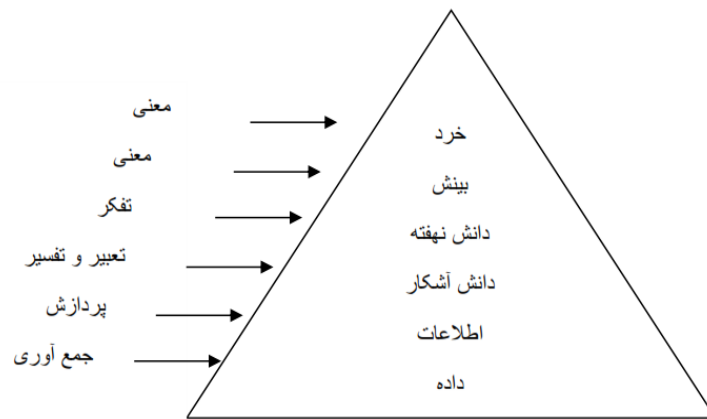 معنی
خرد
معنی
بینش
تفکر
دانش نهفته
تعبیر و تفسیر
دانش آشکار
پردازش
اطلاعات
جمع آوری
داده